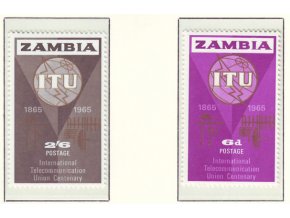 ZAMBIA
ITU
1865 1965
2/6
POSTAGE
International
Telecommunication
Union Centenary
ZAMBIA
ITU
1865 1965
6d
POSTAGE
International
Telecommunication
Union Centenary